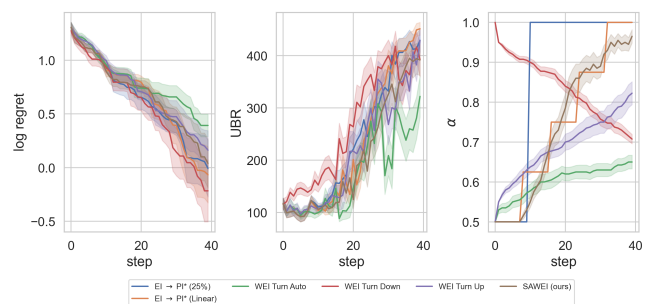 log regret
1.0
0.5
0.0
−0.5
0
20
40
step
UBR
400
300
200
100
0
20
40
step
α
1.0
0.9
0.8
0.7
0.6
0.5
0
20
40
step
EI → PI* (25%)
EI → PI* (Linear)
WEI Turn Auto
WEI Turn Down
WEI Turn Up
SAWEI (ours)